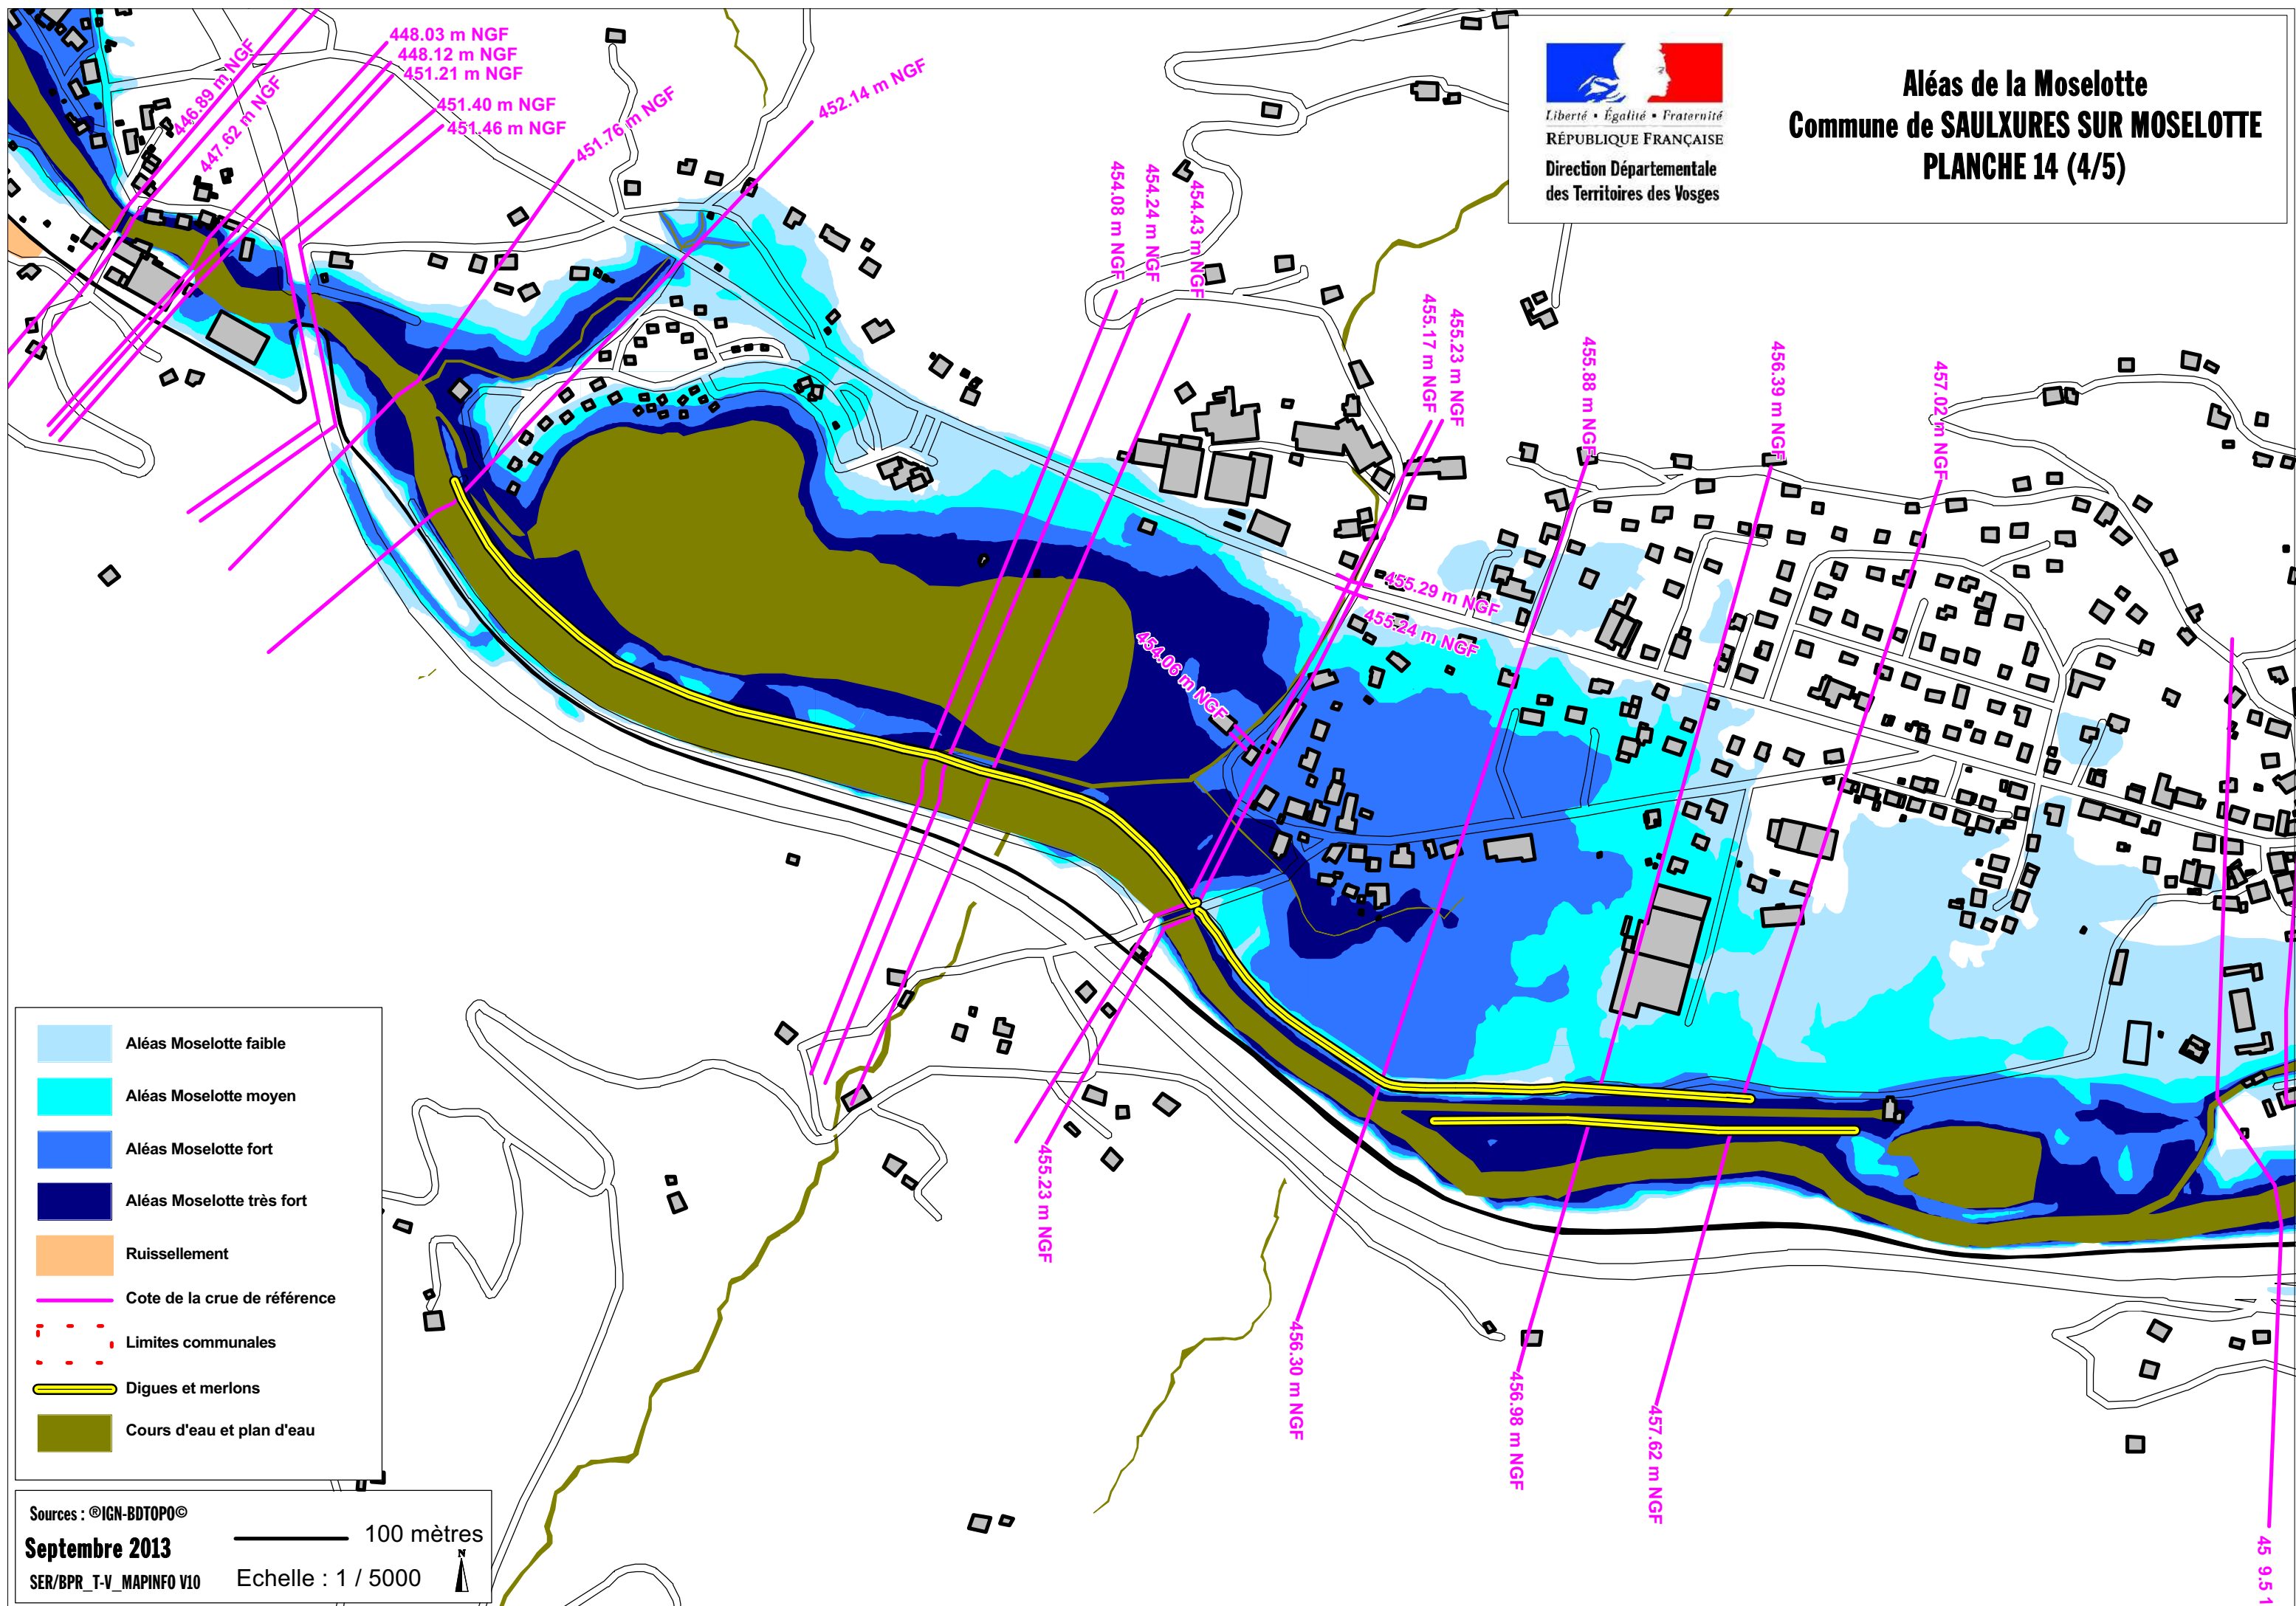 448.03 m NGF
448.12 m NGF
451.21 m NGF
446.89 m NGF
447.62 m NGF
451.40 m NGF
451.46 m NGF
451.76 m NGF
452.14 m NGF
454.08 m NGF
454.24 m NGF
454.43 m NGF
Liberté • Égalité • Fraternité
RÉPUBLIQUE FRANÇAISE
Direction Départementale
des Territoires des Vosges
Aléas de la Moselotte
Commune de SAULXURES SUR MOSELOTTE
PLANCHE 14 (4/5)
455.17 m NGF
455.23 m NGF
455.88 m NGF
456.39 m NGF
457.02 m NGF
455.29 m NGF
455.24 m NGF
454.06 m NGF
455.23 m NGF
456.30 m NGF
456.98 m NGF
457.62 m NGF
45 9.5 1
Aléas Moselotte faible
Aléas Moselotte moyen
Aléas Moselotte fort
Aléas Moselotte très fort
Ruissellement
Cote de la crue de référence
Limites communales
Digues et merlons
Cours d'eau et plan d'eau
Sources : ®IGN-BDTOPO©
Septembre 2013
SER/BPR_T-V_MAPINFO V10
100 mètres
Echelle : 1 / 5000
N